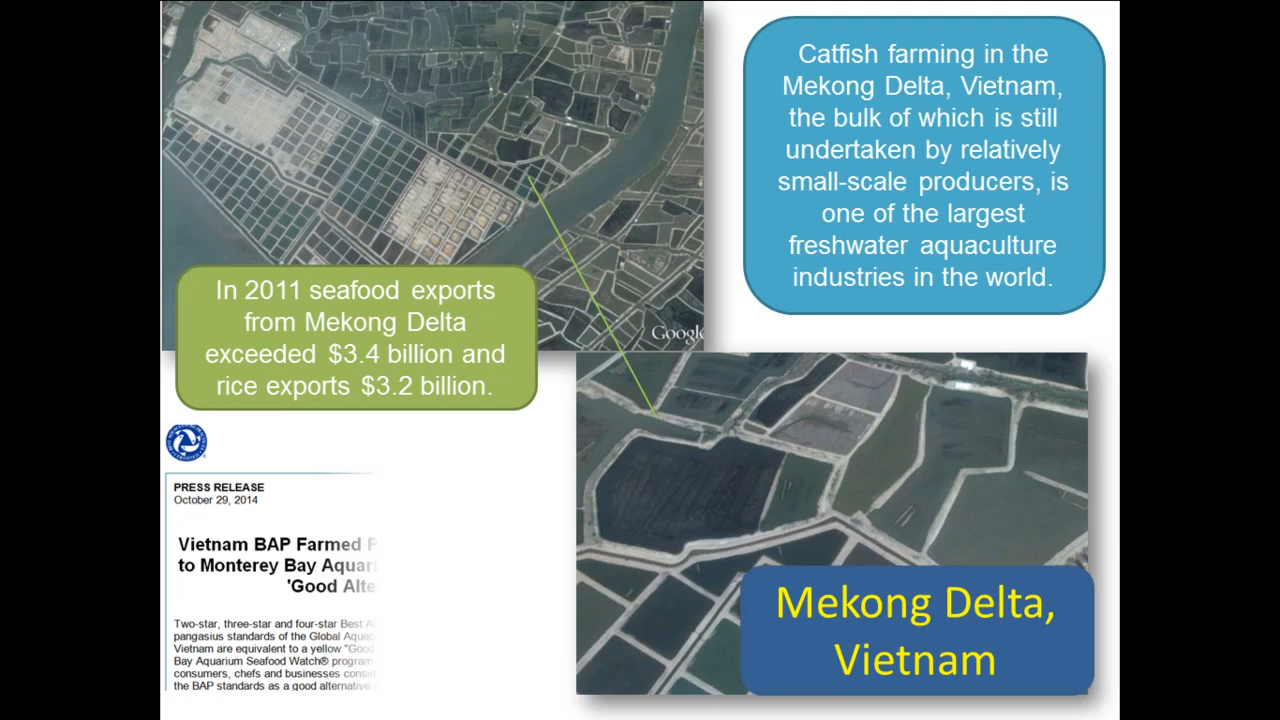 Catfish farming in the
Mekong Delta, Vietnam,
the bulk of which is still
undertaken by relatively
small-scale producers, is
one of the largest
freshwater aquaculture
industries in the world.
In 2011 seafood exports
from Mekong Delta
exceeded $3.4 billion and
rice exports $3.2 billion.
Google
PRESS RELEASE
October 29, 2014
Vietnam BAP Farmed
to Monterey Bay
'Good
Two-star, three-star and four-star Best
pangasius standards of the Global
Vietnam are equivalent to a yellow "Good
Bay Aquarium Seafood Watch® program
consumers, chefs and businesses
the BAP standards as a good alternative
Mekong Delta,
Vietnam